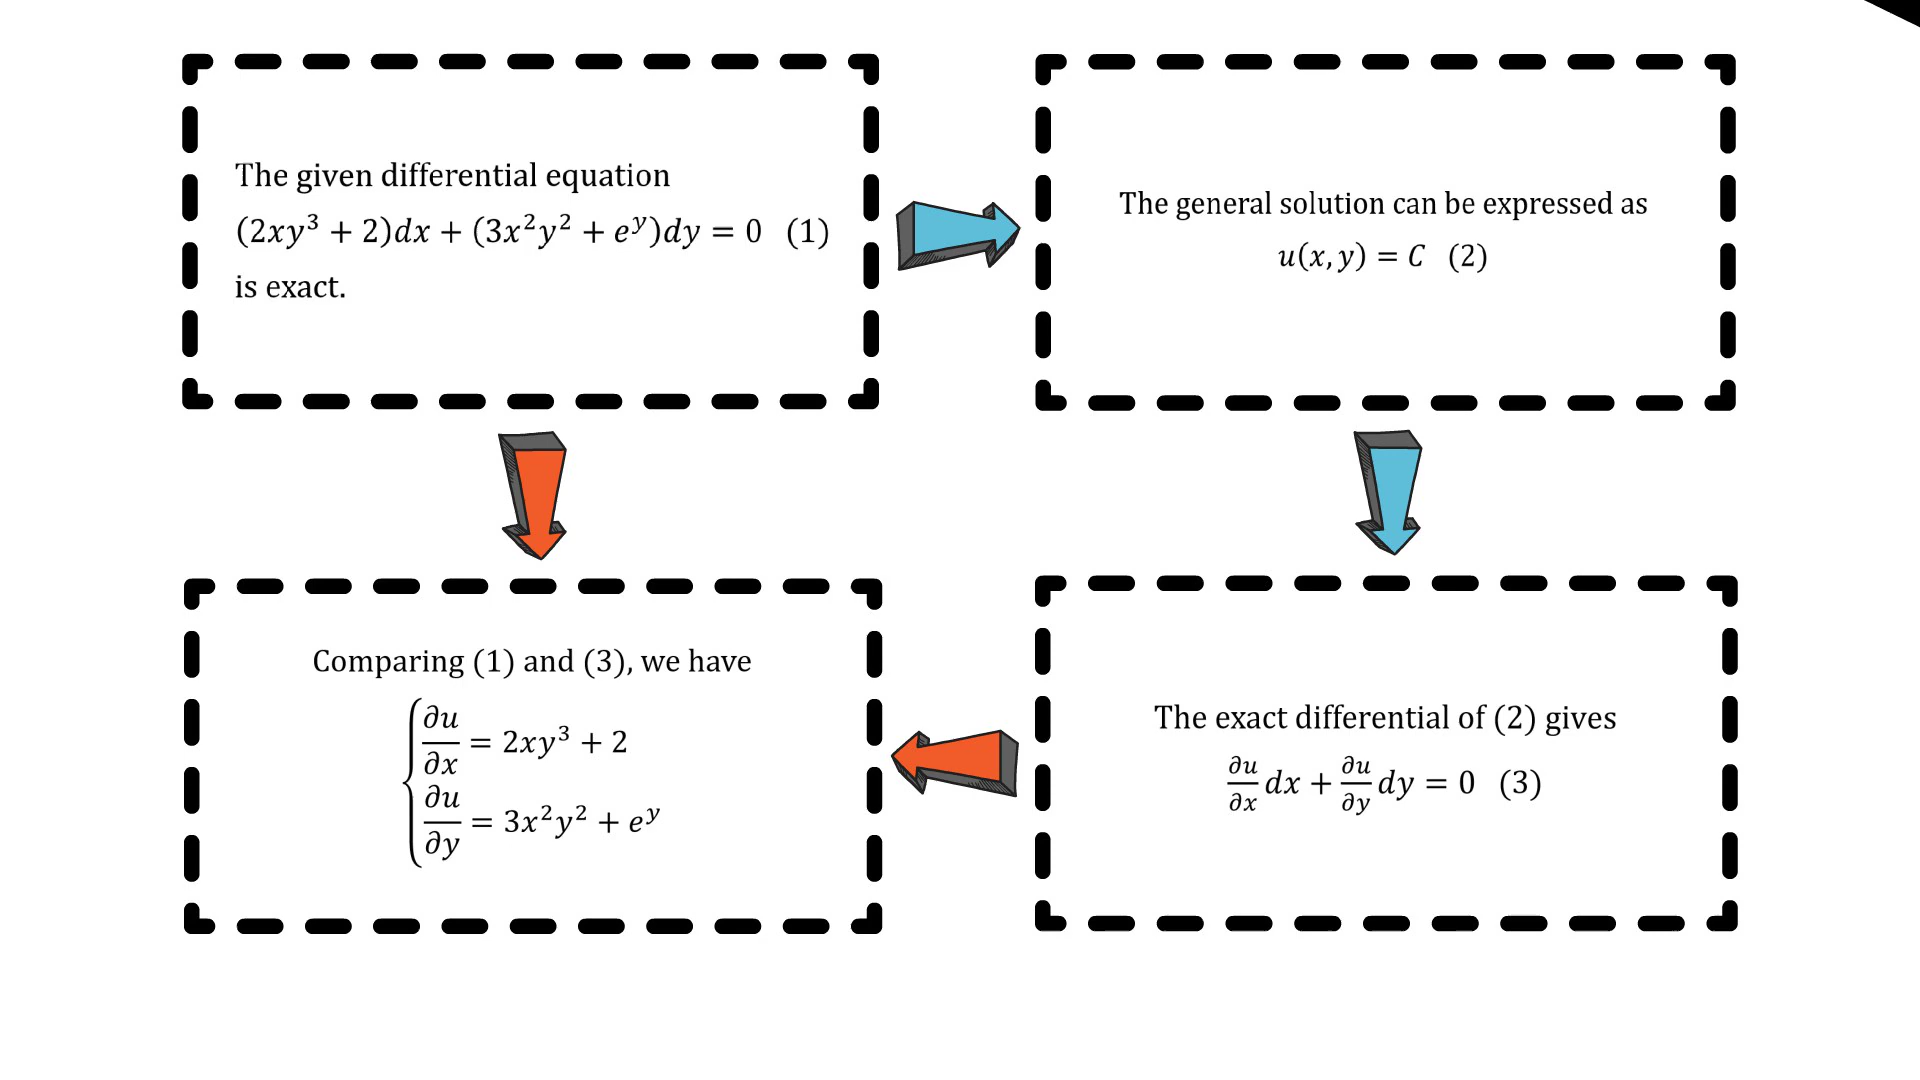 The given differential equation
(2xy³ + 2)dx + (3x²y² + eʸ)dy = 0 (1)
is exact.
The general solution can be expressed as
u(x, y) = C (2)
The exact differential of (2) gives
∂u/∂x dx + ∂u/∂y dy = 0 (3)
Comparing (1) and (3), we have
∂u/∂x = 2xy³ + 2
∂u/∂y = 3x²y² + eʸ